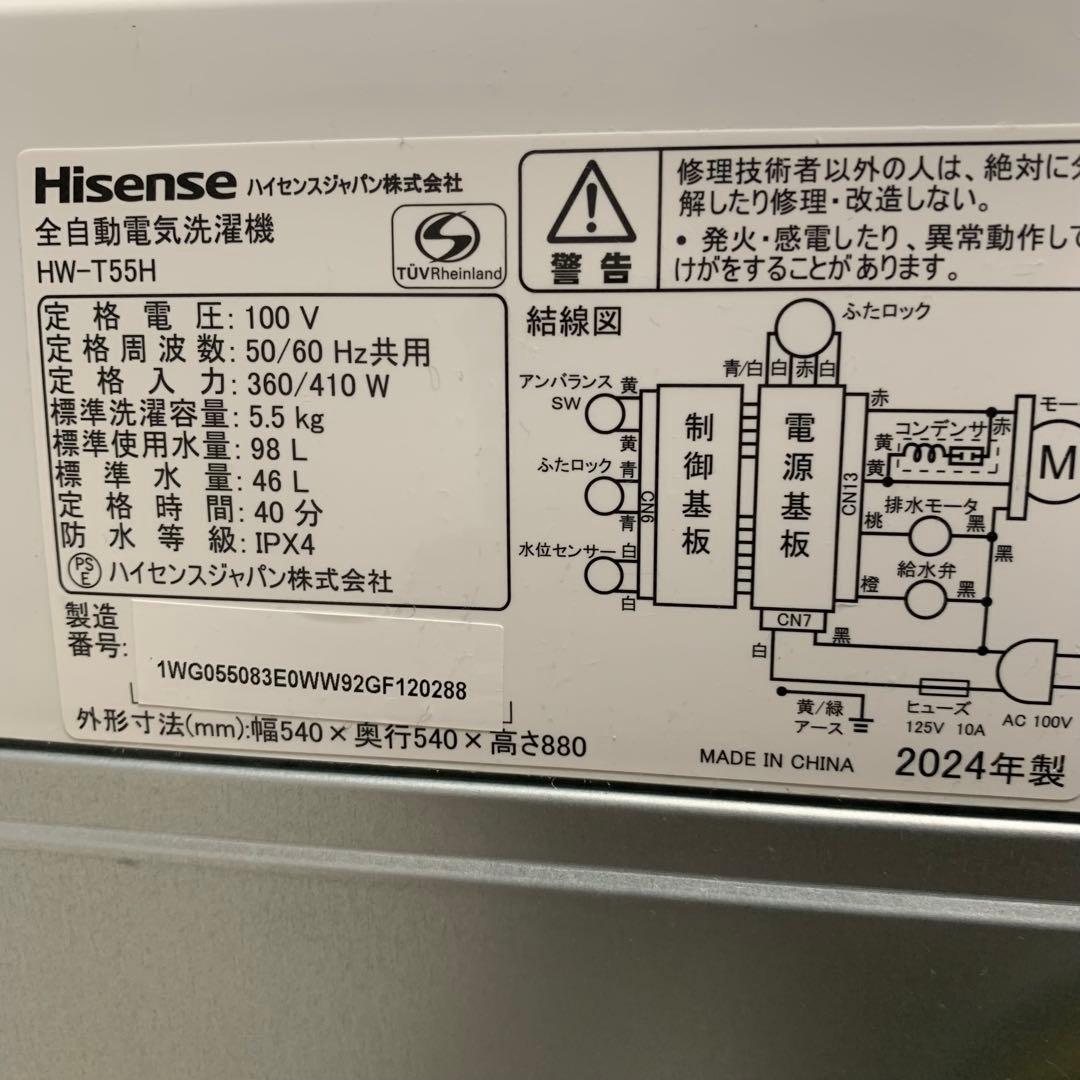 Hisense ハイセンスジャパン株式会社
全自動電気洗濯機
HW-T55H
TÜVRheinland
定格電圧: 100 V
定格周波数: 50/60 Hz共用
定格入力: 360/410 W
標準洗濯容量: 5.5 kg
標準使用水量: 98 L
標準水量: 46 L
定格時間: 40 分
防水等級: IPX4
PSE ハイセンスジャパン株式会社
製造
番号:
1WG055083E0WW92GF120288
外形寸法(mm):幅540×奥行540×高さ880
警告
修理技術者以外の人は、絶対に
解したり修理・改造しない。
・発火・感電したり、異常動作して
けがをすることがあります。
結線図
ふたロック
青/白 白 赤 白
アンバランス
SW
黄
黄
ふたロック
青
青
水位センサー
白
白
CN6
制御基板
電源基板
CN13
CN7
赤
コンデンサ
赤
黄
黄
モー
M
排水モータ
桃
黒
黒
給水弁
橙
黒
白
黄/緑
アース
ヒューズ
125V 10A
AC 100V
MADE IN CHINA
2024年製